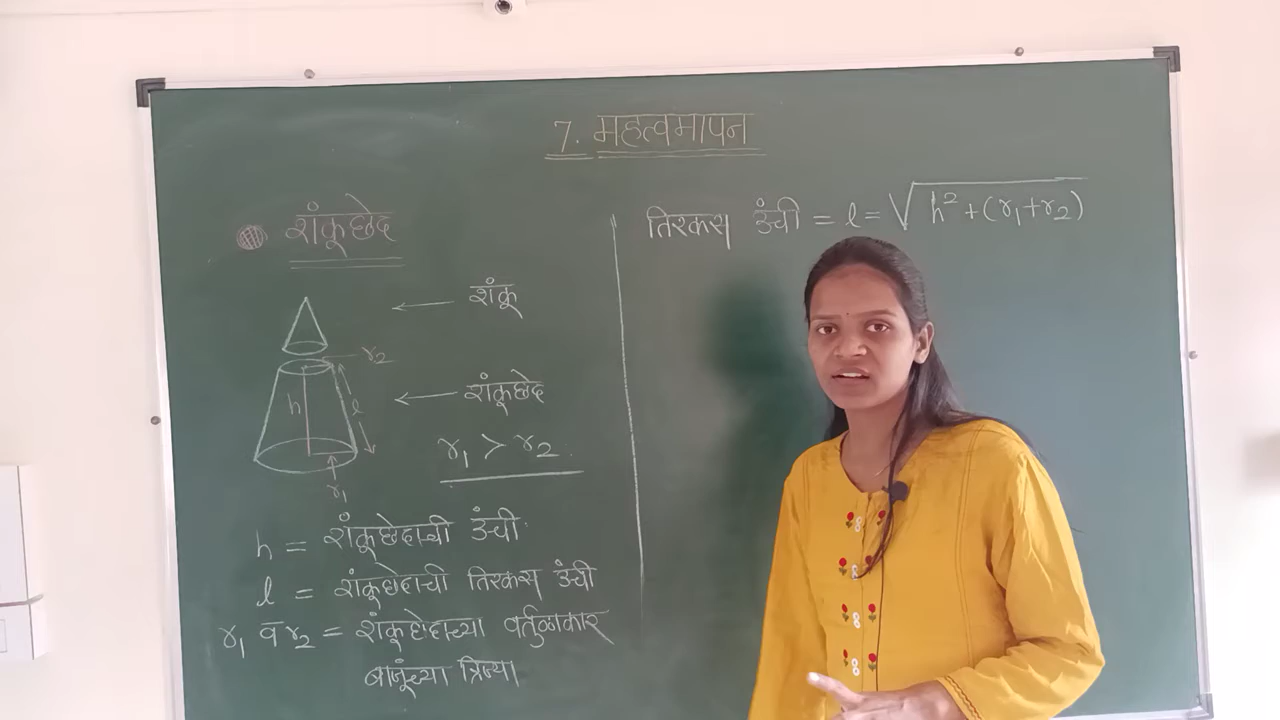 7. महत्वमापन
शंकूछेद
शंकू
r₂
h
l
शंकूछेद
r₁ > r₂
r₁
h = शंकूछेदाची उंची
l = शंकूछेदाची तिरकस उंची
r₁ व r₂ = शंकूछेदाच्या वर्तुळाकार
बाजूंच्या त्रिज्या
तिरकस उंची = l = √h² + (r₁+r₂)